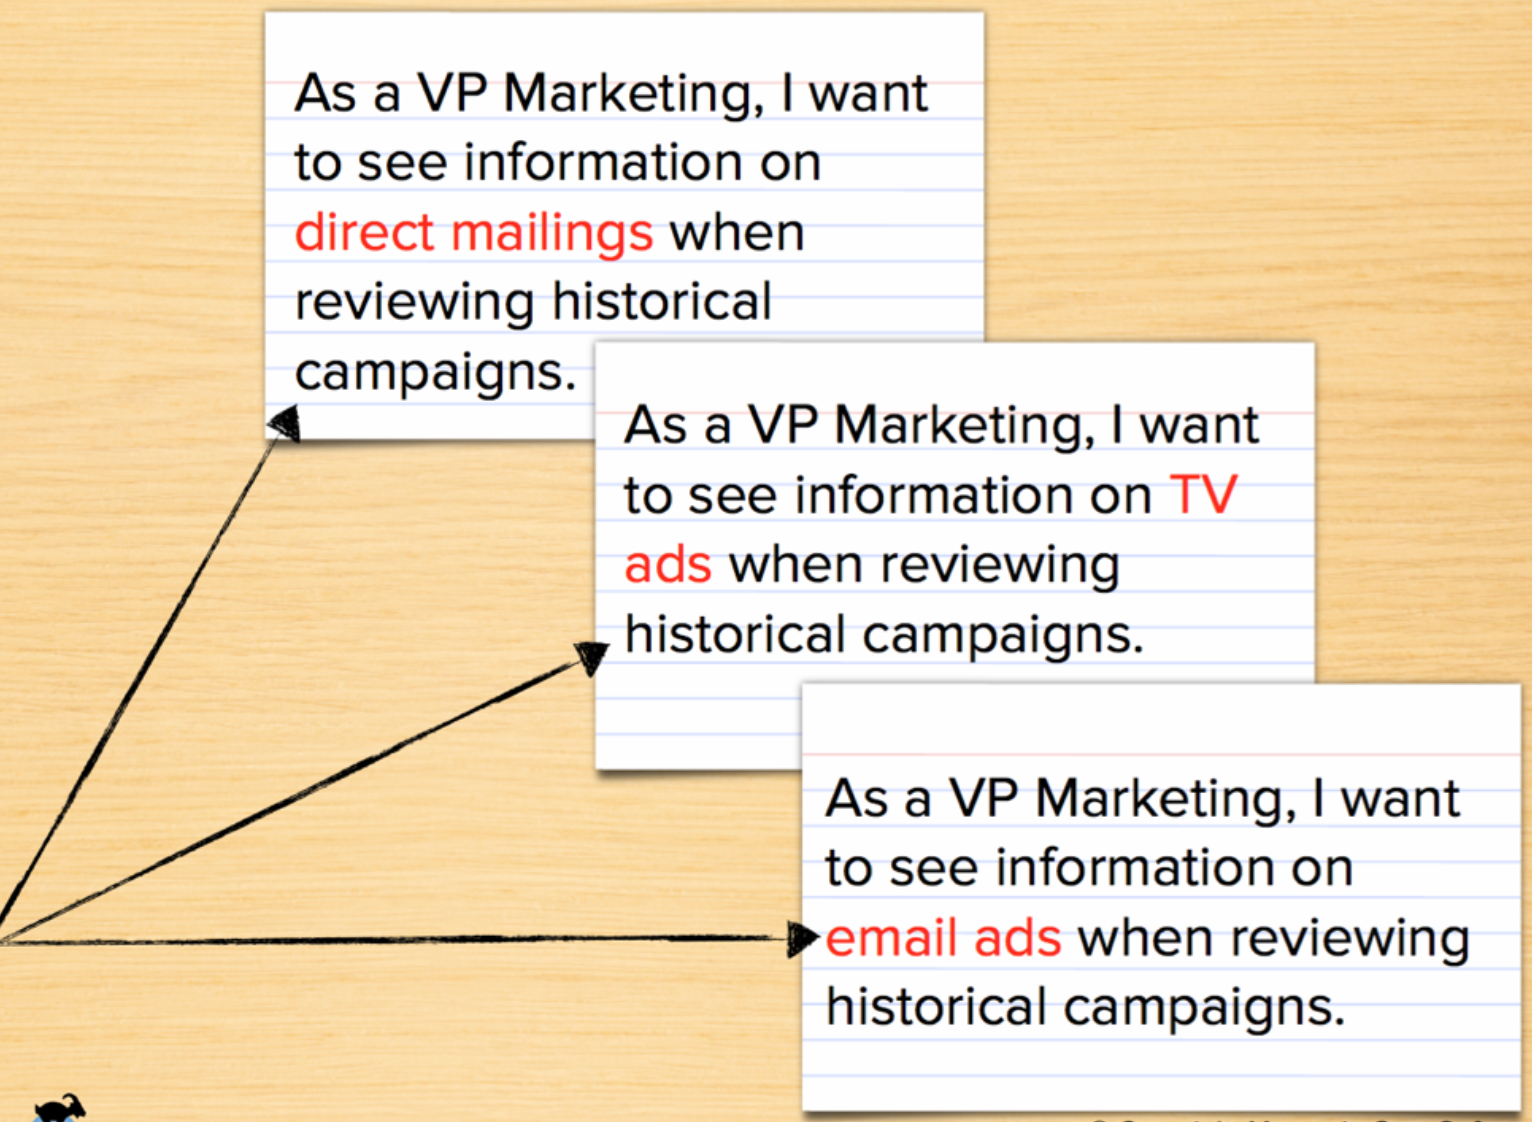 As a VP Marketing, I want
to see information on
direct mailings when
reviewing historical
campaigns.
As a VP Marketing, I want
to see information on TV
ads when reviewing
historical campaigns.
As a VP Marketing, I want
to see information on
email ads when reviewing
historical campaigns.